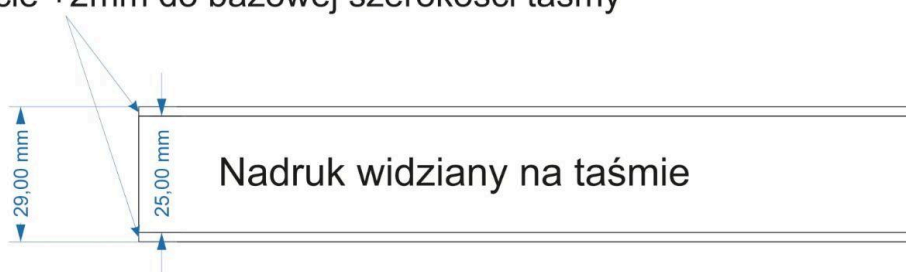 +2mm do bazowej szerokości taśmy
29,00 mm
25,00 mm
Nadruk widziany na taśmie